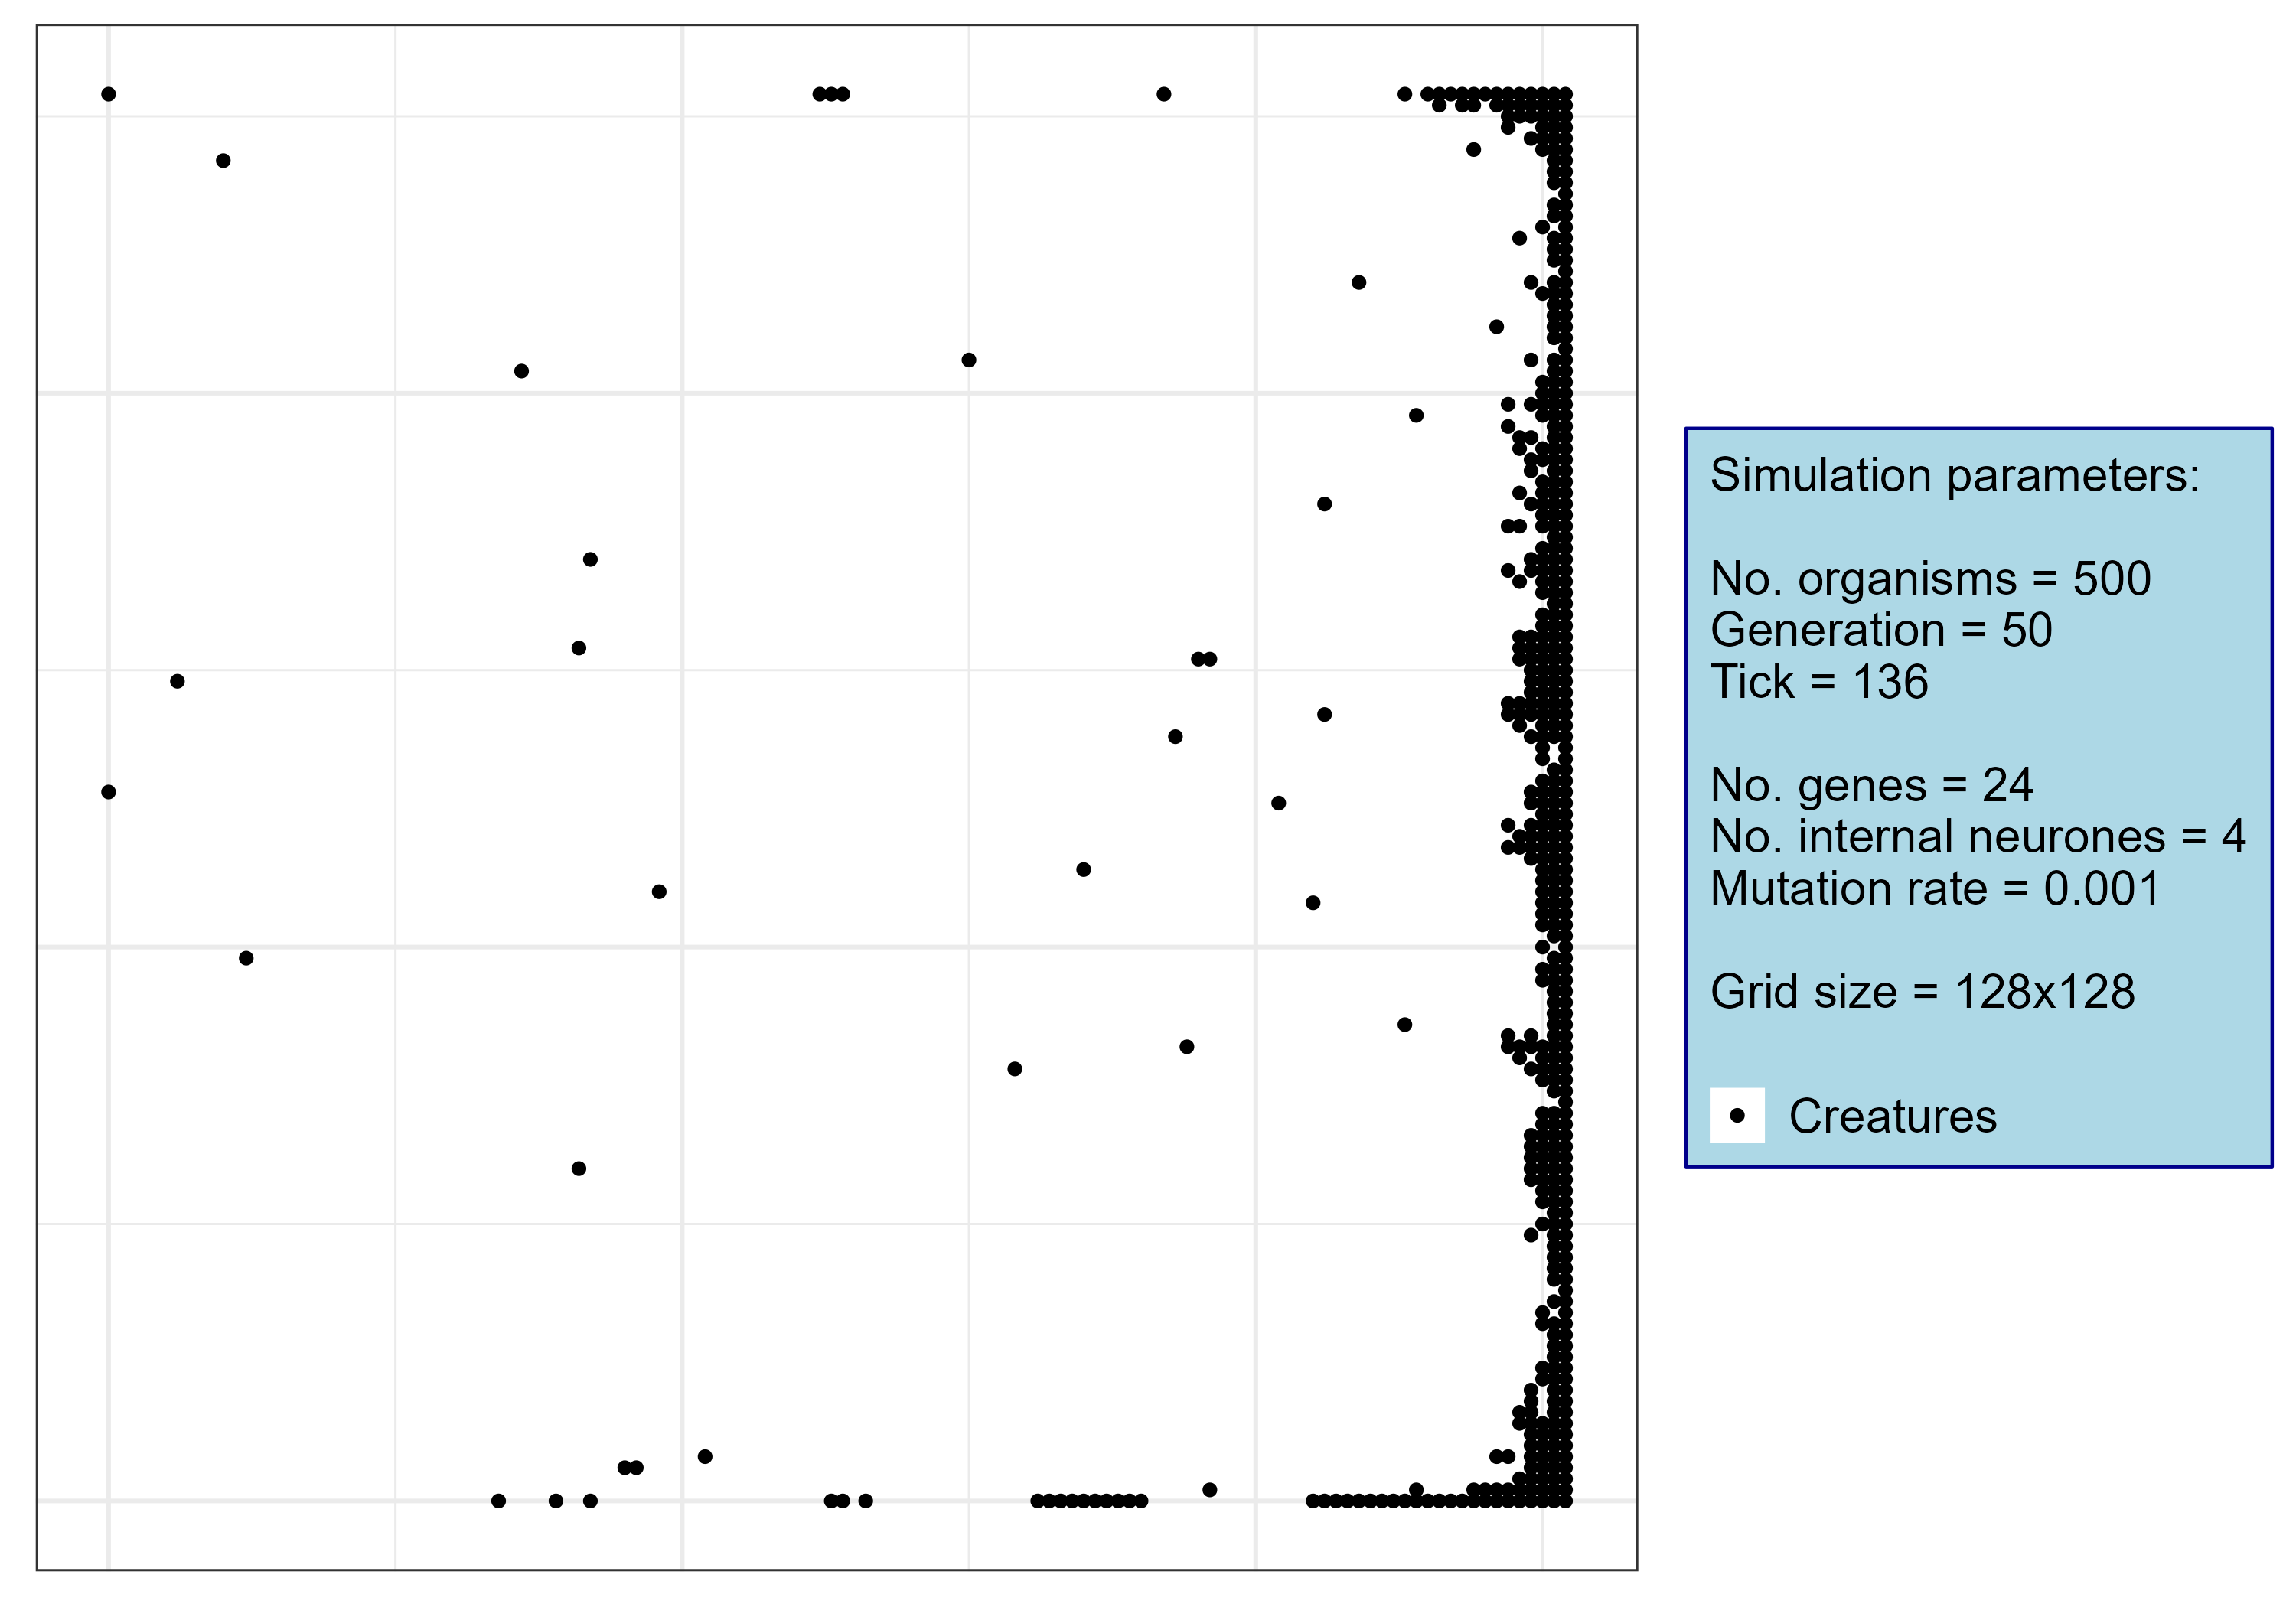 Simulation parameters:
No. organisms = 500
Generation = 50
Tick = 136
No. genes = 24
No. internal neurones = 4
Mutation rate = 0.001
Grid size = 128x128
Creatures